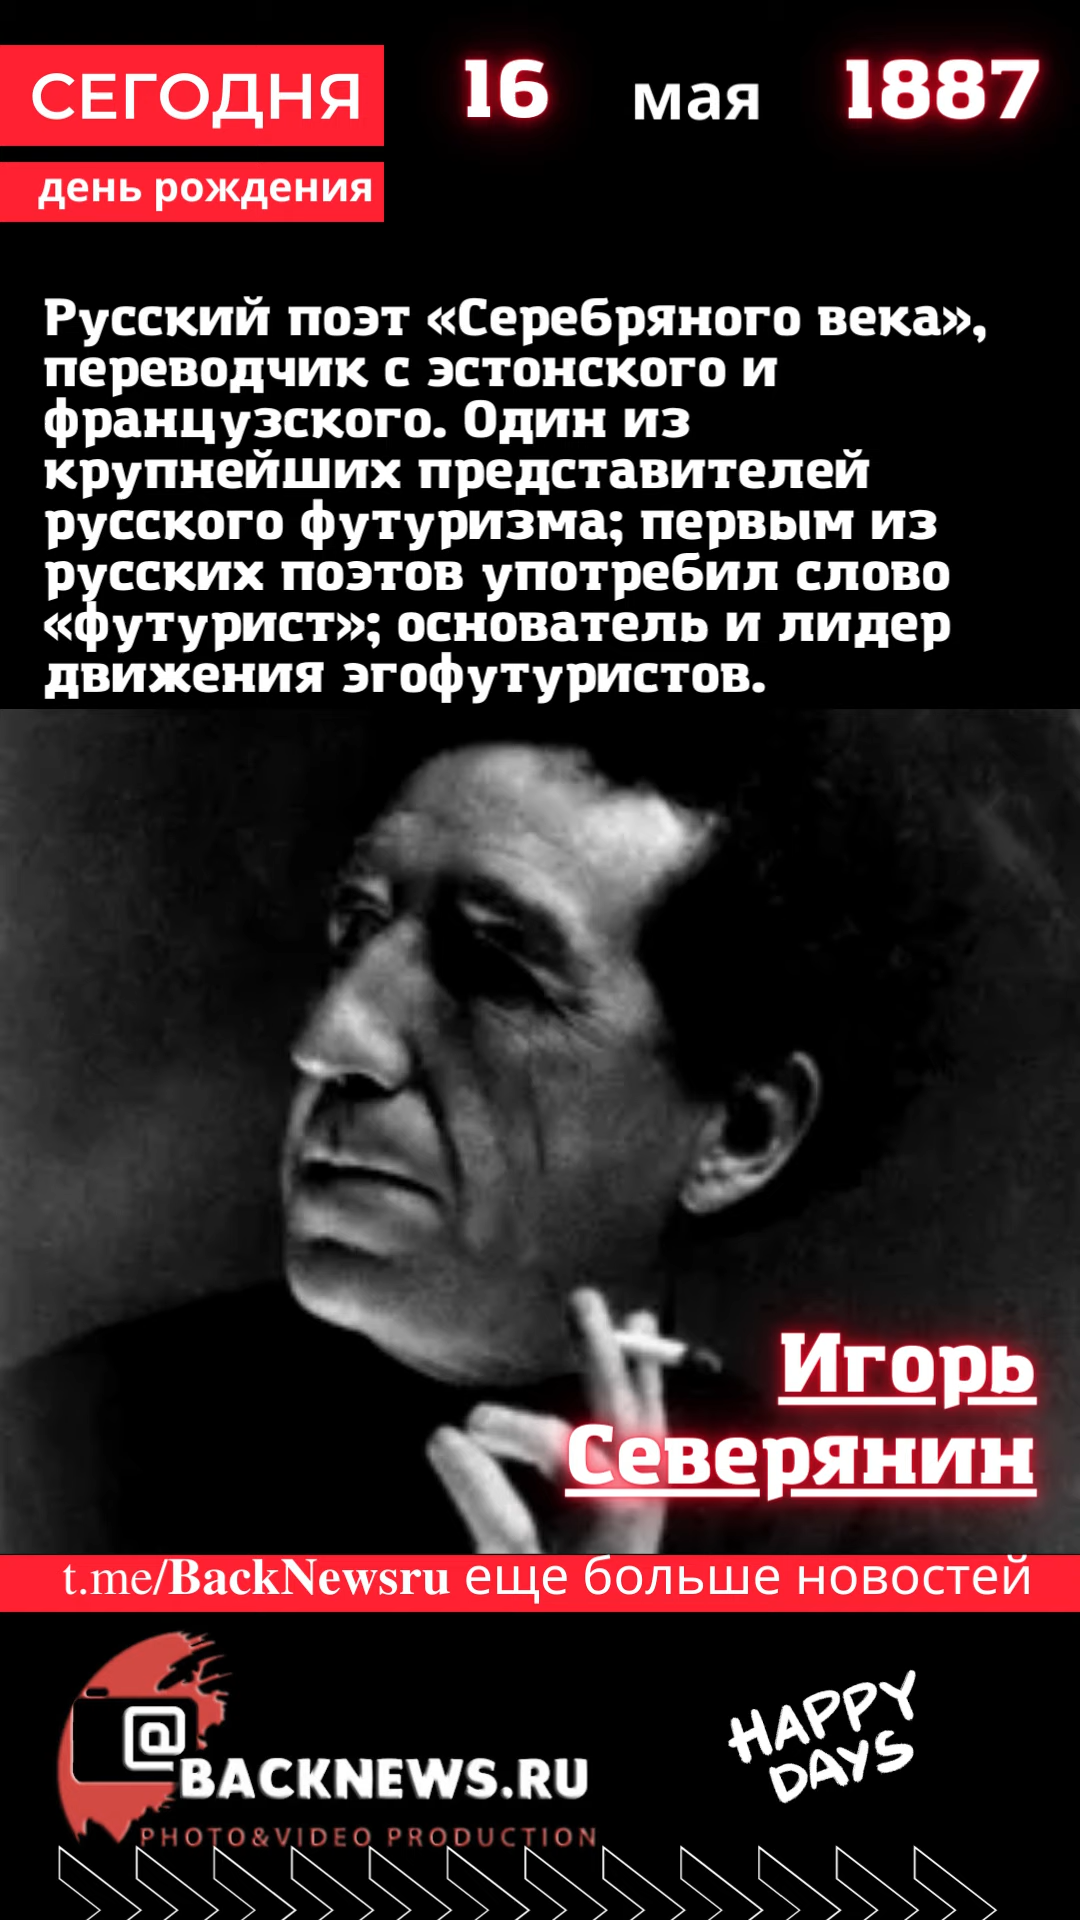 СЕГОДНЯ
16 мая 1887
день рождения
Русский поэт «Серебряного века»,
переводчик с эстонского и
французского. Один из
крупнейших представителей
русского футуризма; первым из
русских поэтов употребил слово
«футурист»; основатель и лидер
движения эгофутуристов.
Игорь
Северянин
t.me/BackNewsru еще больше новостей
@
BACKNEWS.RU
PHOTO&VIDEO PRODUCTION
HAPPY
DAYS